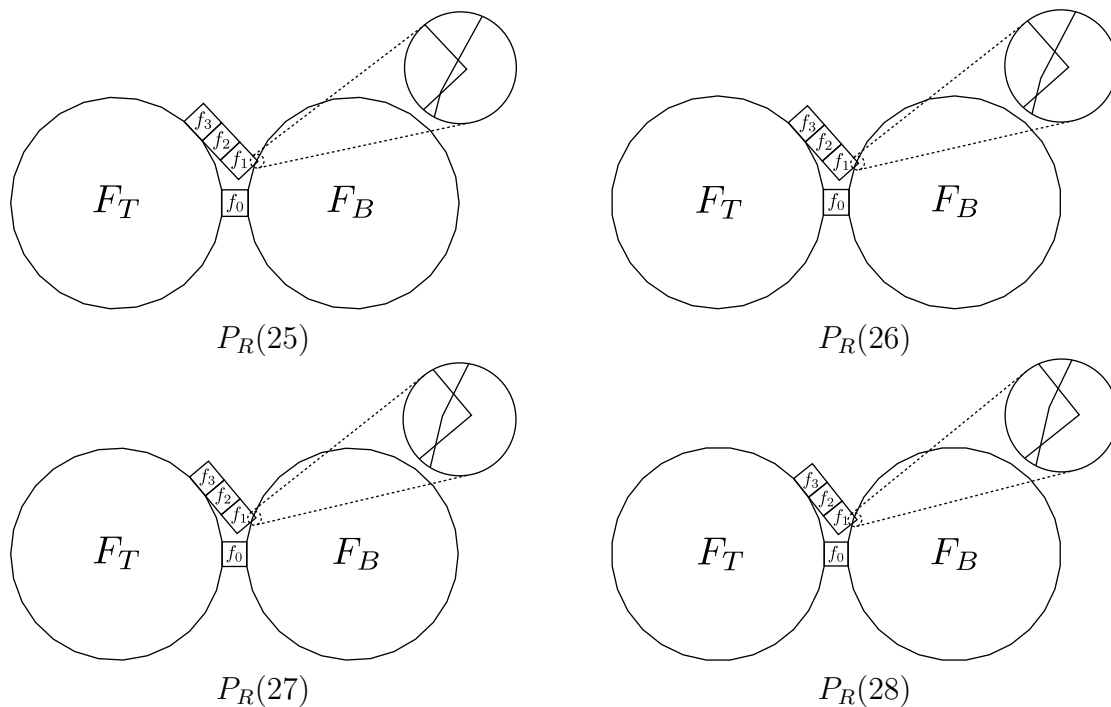 f₃ f₂ f₁ f₀ F_T F_B
P_R(25)
f₃ f₂ f₁ f₀ F_T F_B
P_R(26)
f₃ f₂ f₁ f₀ F_T F_B
P_R(27)
f₃ f₂ f₁ f₀ F_T F_B
P_R(28)